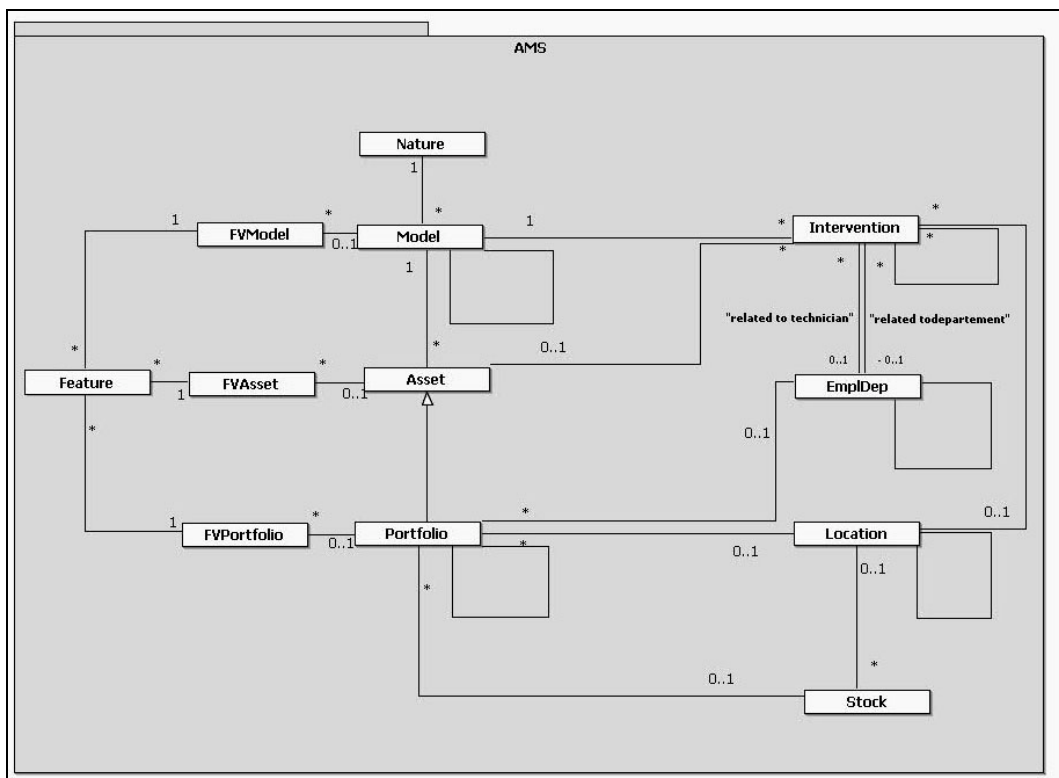 AMS
Nature
1
*
1
FVModel
*
0..1
Model
1
*
Intervention
*
*
1
*
*
*
"related to technician"
"related todepartement"
0..1
0..1
- 0..1
*
*
*
*
Feature
1
FVAsset
0..1
Asset
EmplDep
*
0..1
*
1
FVPortfolio
*
0..1
Portfolio
*
*
0..1
Location
0..1
0..1
*
*
0..1
Stock